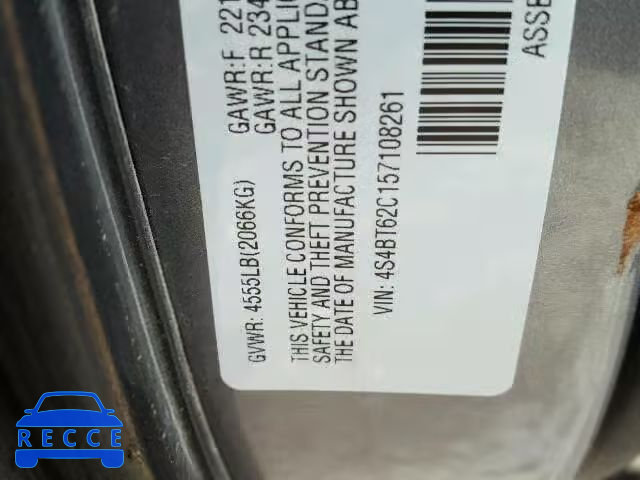 GVWR: 4555LB(2066KG)
GAWR:F 221
GAWR:R 234
THIS VEHICLE CONFORMS TO ALL APPLIC
SAFETY AND THEFT PREVENTION STANDA
THE DATE OF MANUFACTURE SHOWN AB
VIN: 4S4BT62C157108261
ASSE
RECCE